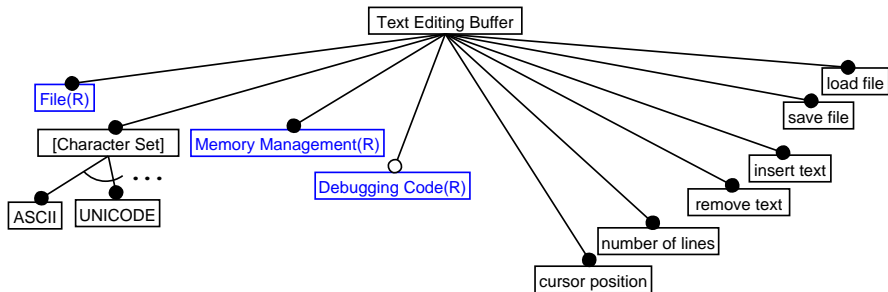 Text Editing Buffer
load file
File(R)
save file
[Character Set]
Memory Management(R)
insert text
Debugging Code(R)
...
remove text
ASCII
UNICODE
number of lines
cursor position